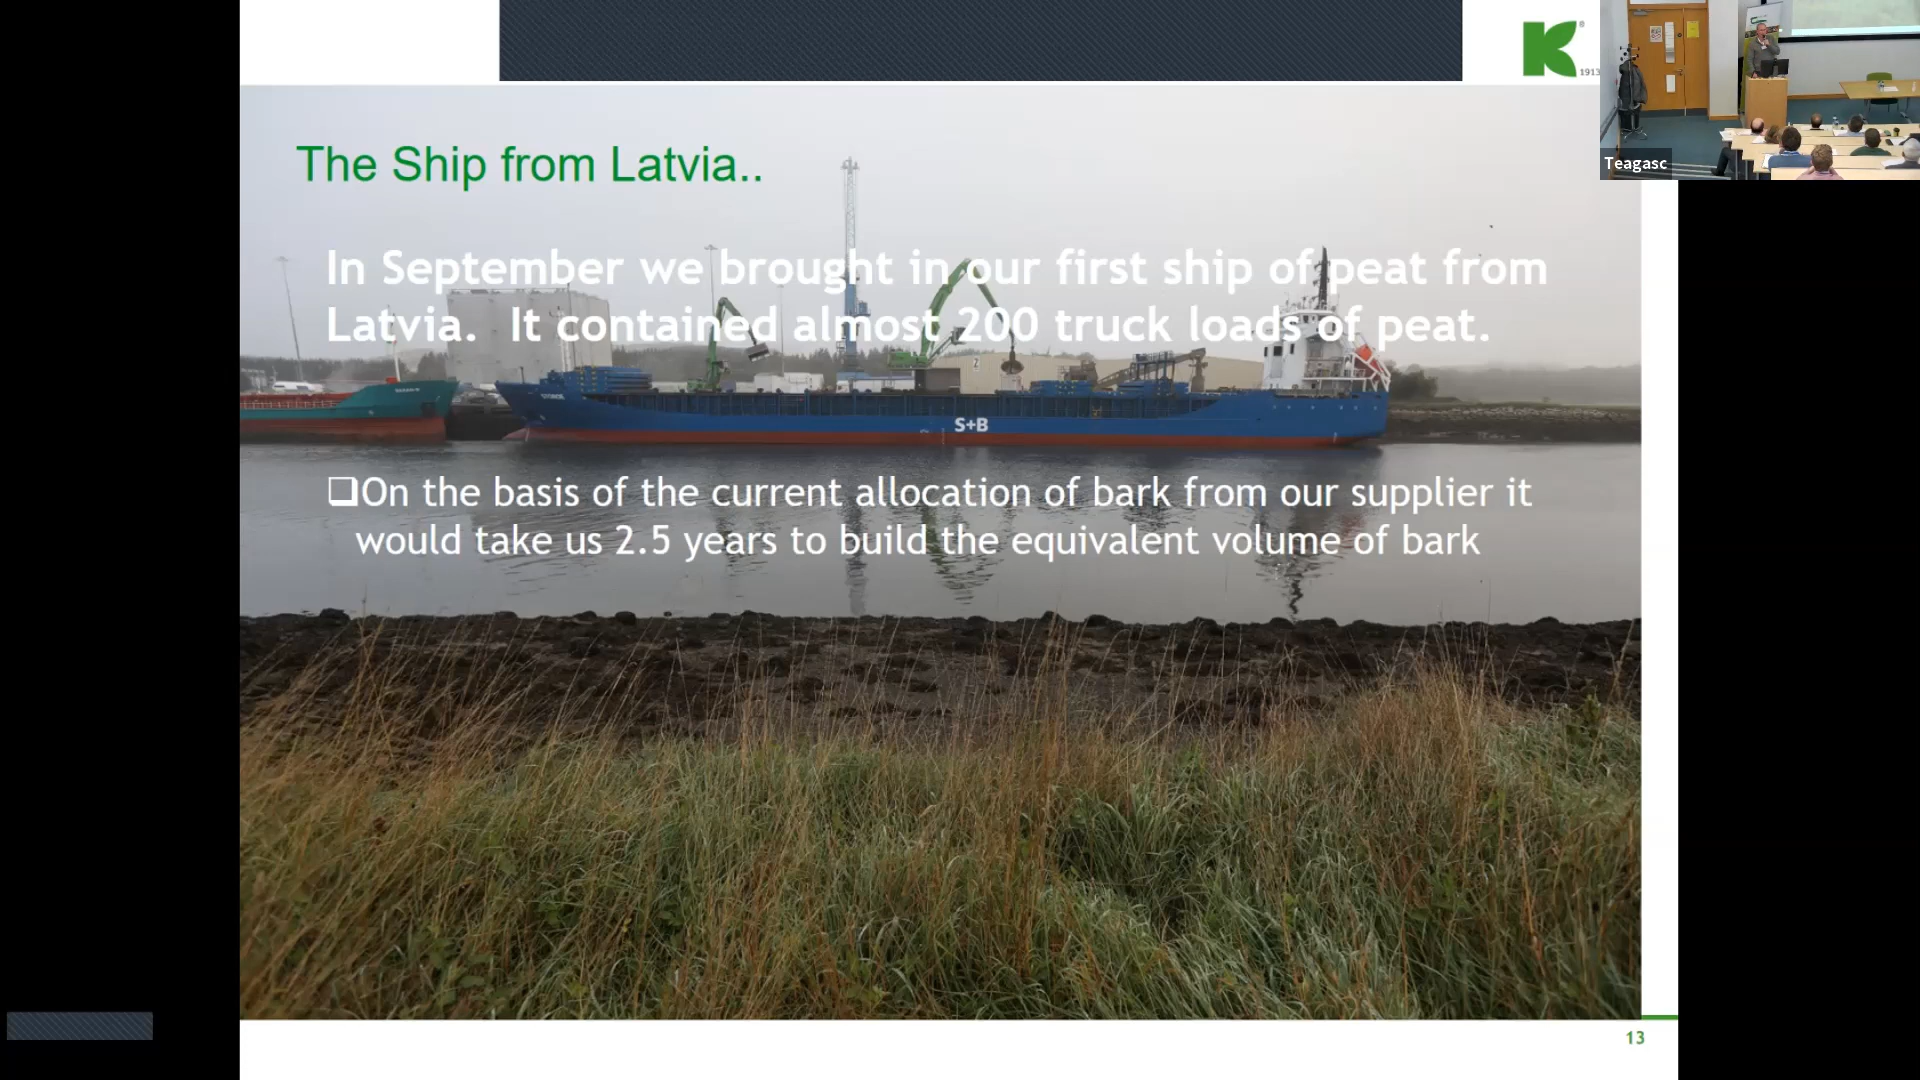 K
®
1913
Teagasc
The Ship from Latvia..
In September we brought in our first ship of peat from
Latvia. It contained almost 200 truck loads of peat.
S+B
❑On the basis of the current allocation of bark from our supplier it
would take us 2.5 years to build the equivalent volume of bark
13